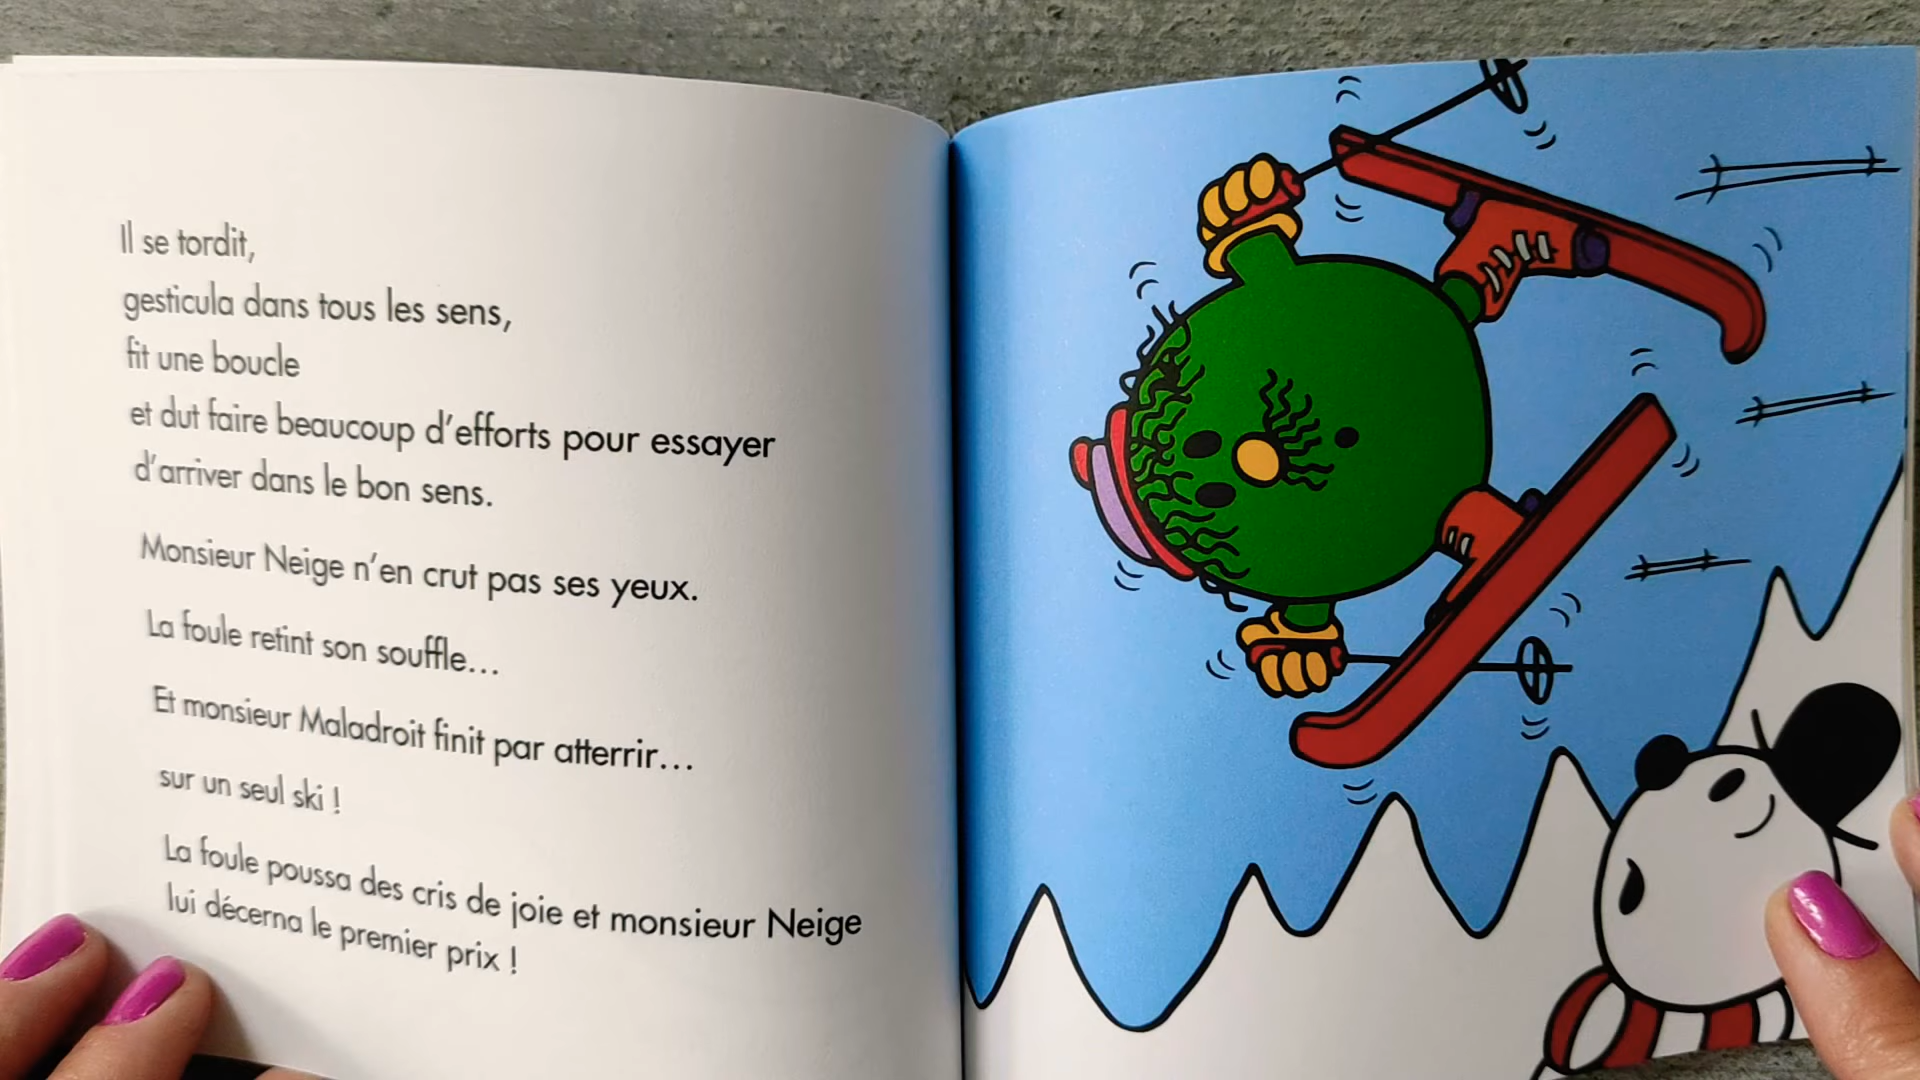 Il se tordit,
gesticula dans tous les sens,
fit une boucle
et dut faire beaucoup d'efforts pour essayer
d'arriver dans le bon sens.
Monsieur Neige n'en crut pas ses yeux.
La foule retint son souffle...
Et monsieur Maladroit finit par atterrir...
sur un seul ski !
La foule poussa des cris de joie et monsieur Neige
lui décerna le premier prix !